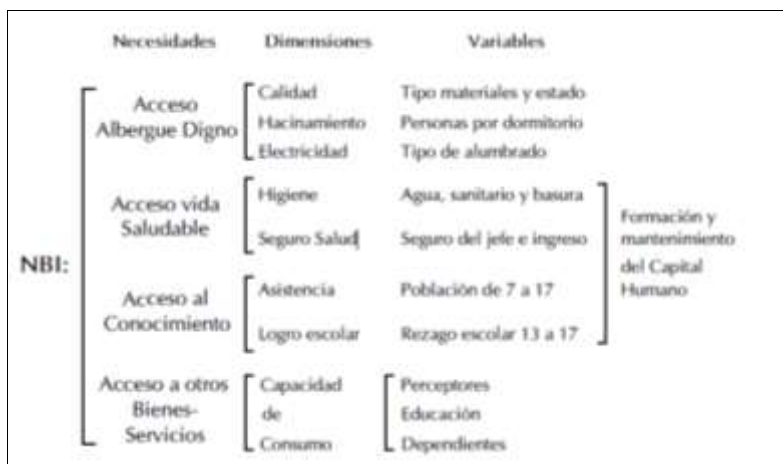 Necesidades Dimensiones Variables
NBI:
Acceso
Albergue Digno
Calidad Tipo materiales y estado
Hacinamiento Personas por dormitorio
Electricidad Tipo de alumbrado
Acceso vida
Saludable
Higiene Agua, sanitario y basura
Seguro Salud Seguro del jefe e ingreso
Acceso al
Conocimiento
Asistencia Población de 7 a 17
Logro escolar Rezago escolar 13 a 17
Formación y
mantenimiento
del Capital
Humano
Acceso a otros
Bienes-
Servicios
Capacidad
de
Consumo
Perceptores
Educación
Dependientes